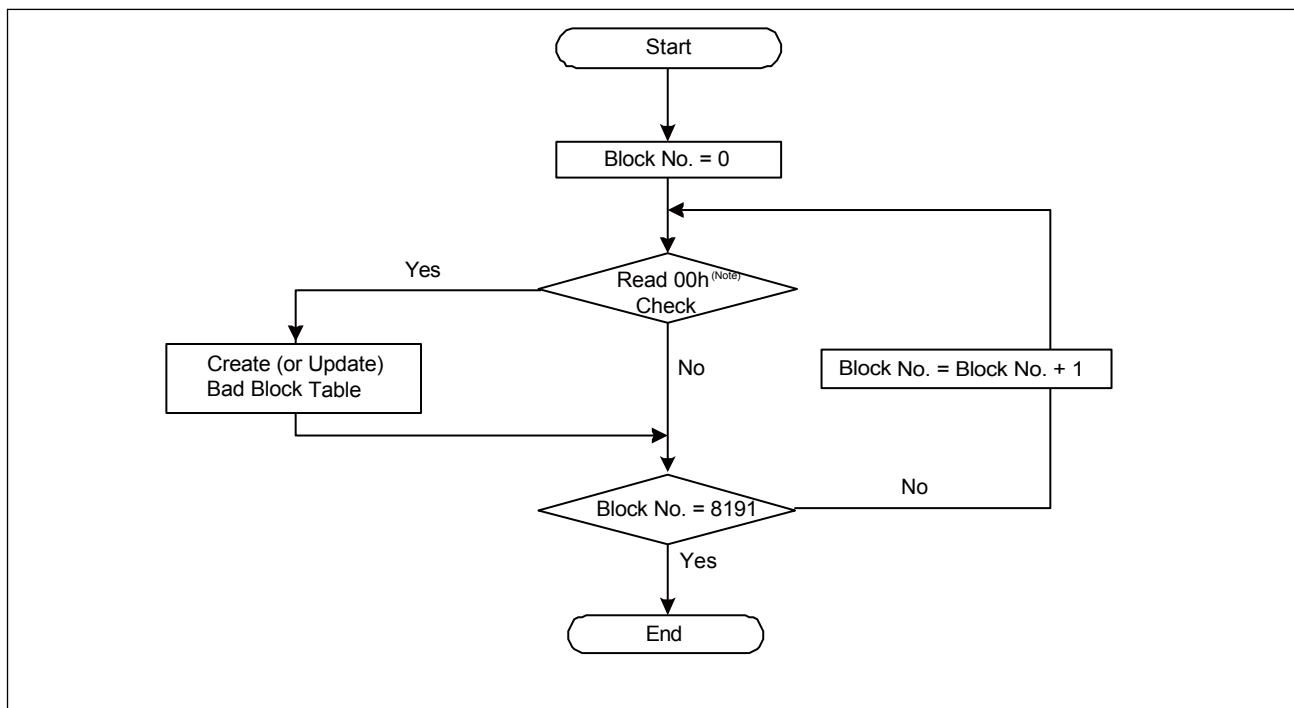 Start
Block No. = 0
Yes
Read 00h(Note)
Check
Create (or Update)
Bad Block Table
No
Block No. = Block No. + 1
No
Block No. = 8191
Yes
End